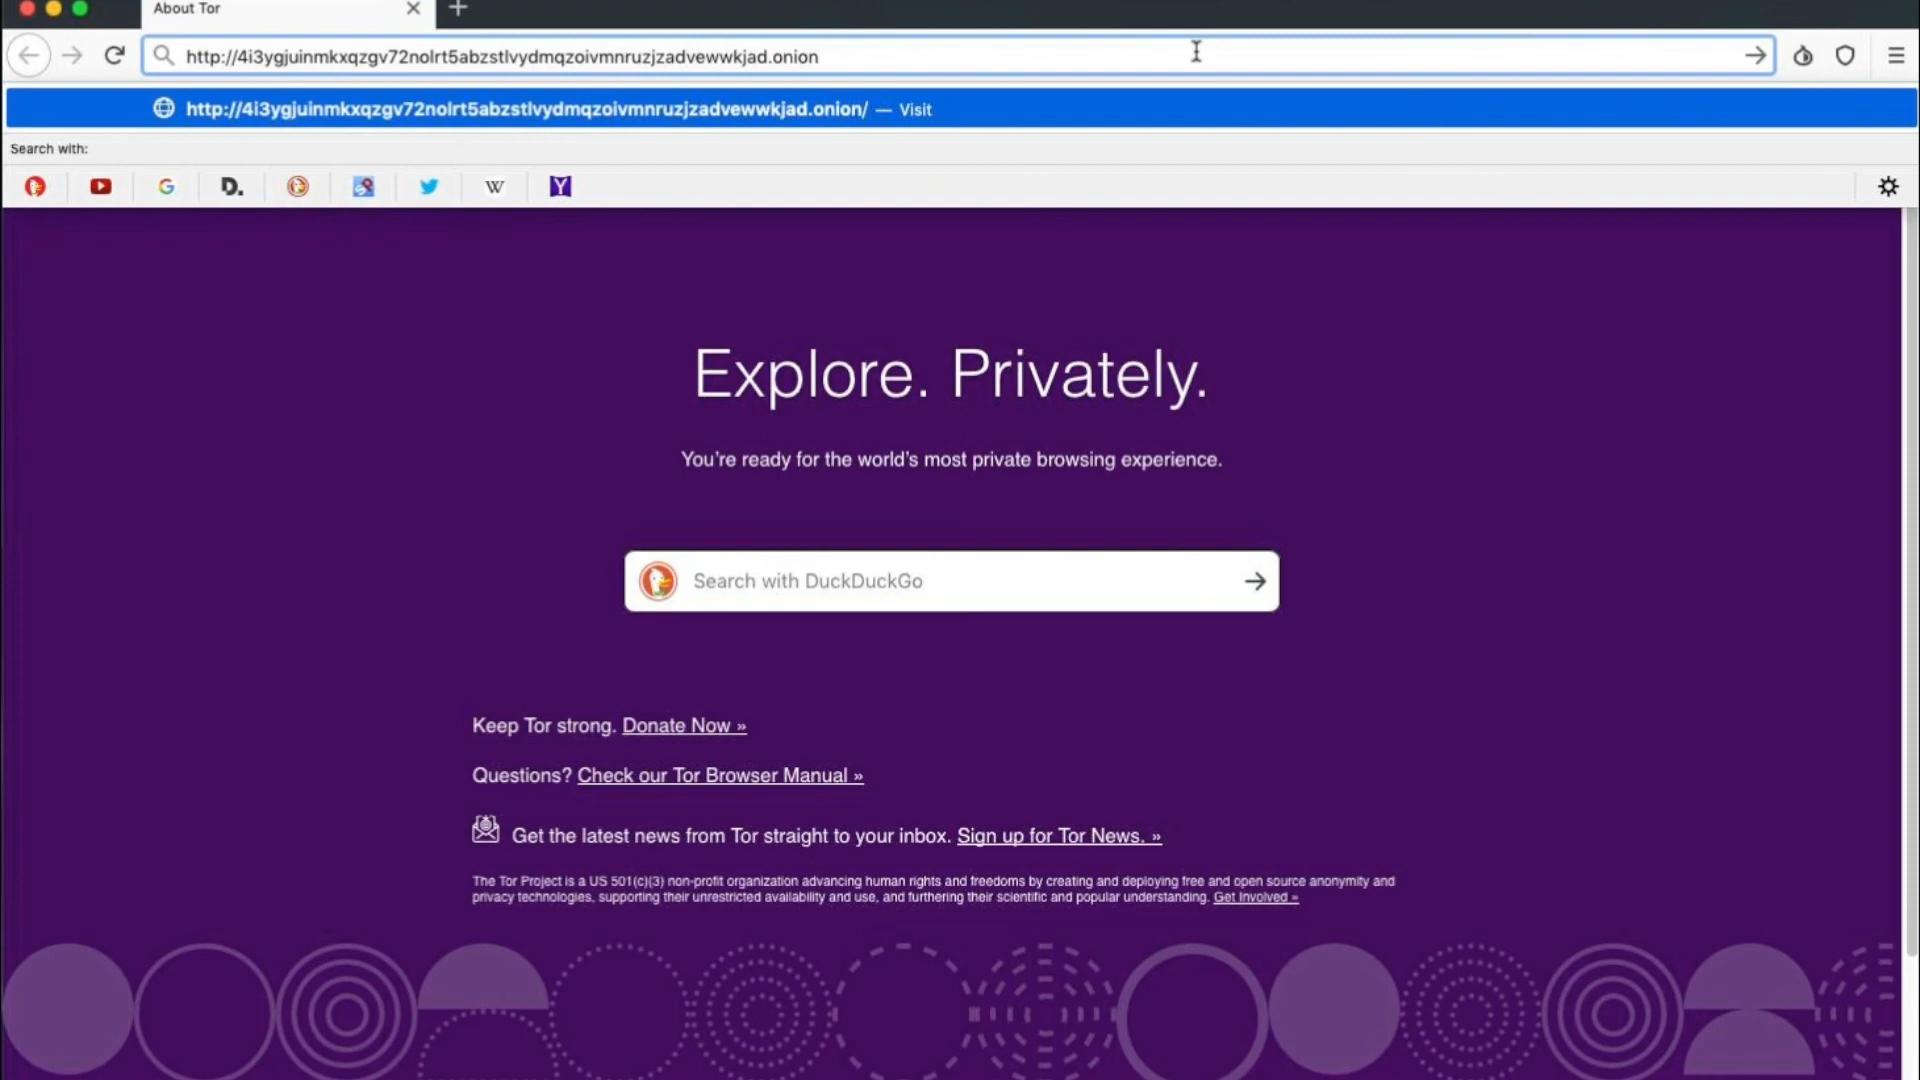 About Tor
http://4i3ygjuinmkxqzgv72nolrt5abzstlvydmqzoivmnruzjzadvewwkjad.onion
http://4i3ygjuinmkxqzgv72nolrt5abzstlvydmqzoivmnruzjzadvewwkjad.onion/ — Visit
Search with:
G D. W Y
Explore. Privately.
You're ready for the world's most private browsing experience.
Search with DuckDuckGo
Keep Tor strong. Donate Now »
Questions? Check our Tor Browser Manual »
Get the latest news from Tor straight to your inbox. Sign up for Tor News. »
The Tor Project is a US 501(c)(3) non-profit organization advancing human rights and freedoms by creating and deploying free and open source anonymity and
privacy technologies, supporting their unrestricted availability and use, and furthering their scientific and popular understanding. Get Involved »